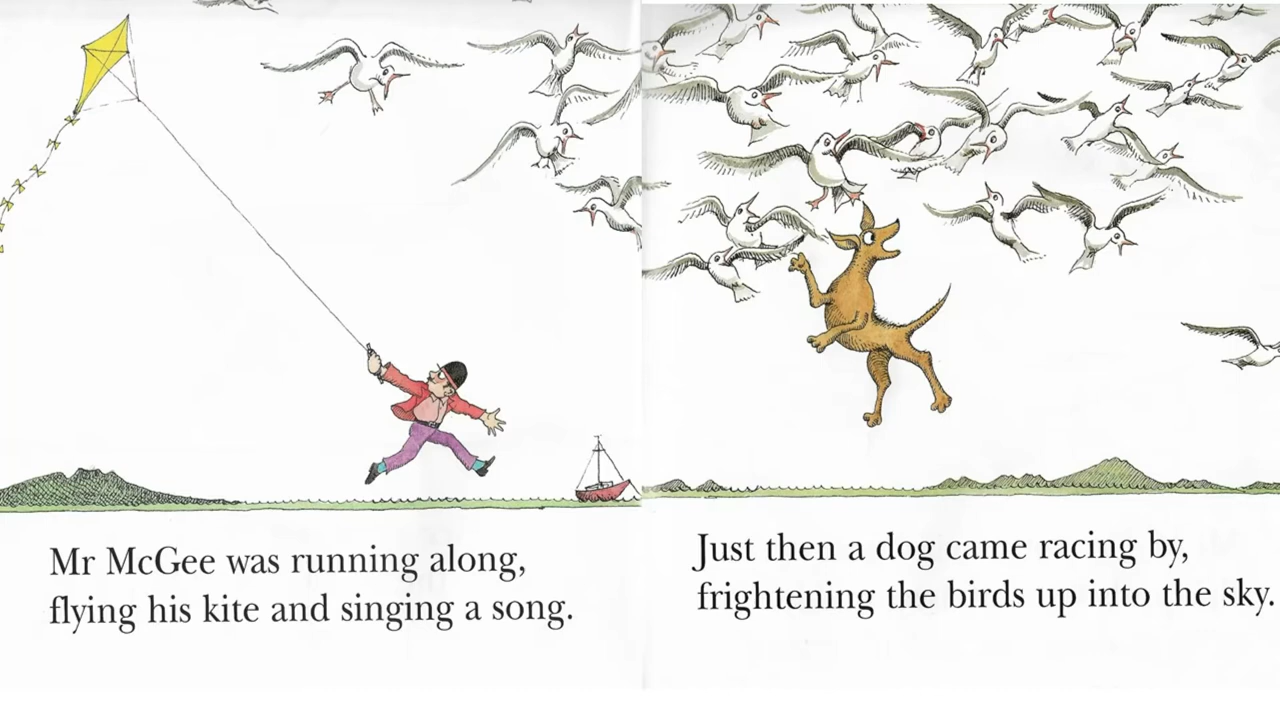 Mr McGee was running along,
flying his kite and singing a song.
Just then a dog came racing by,
frightening the birds up into the sky.